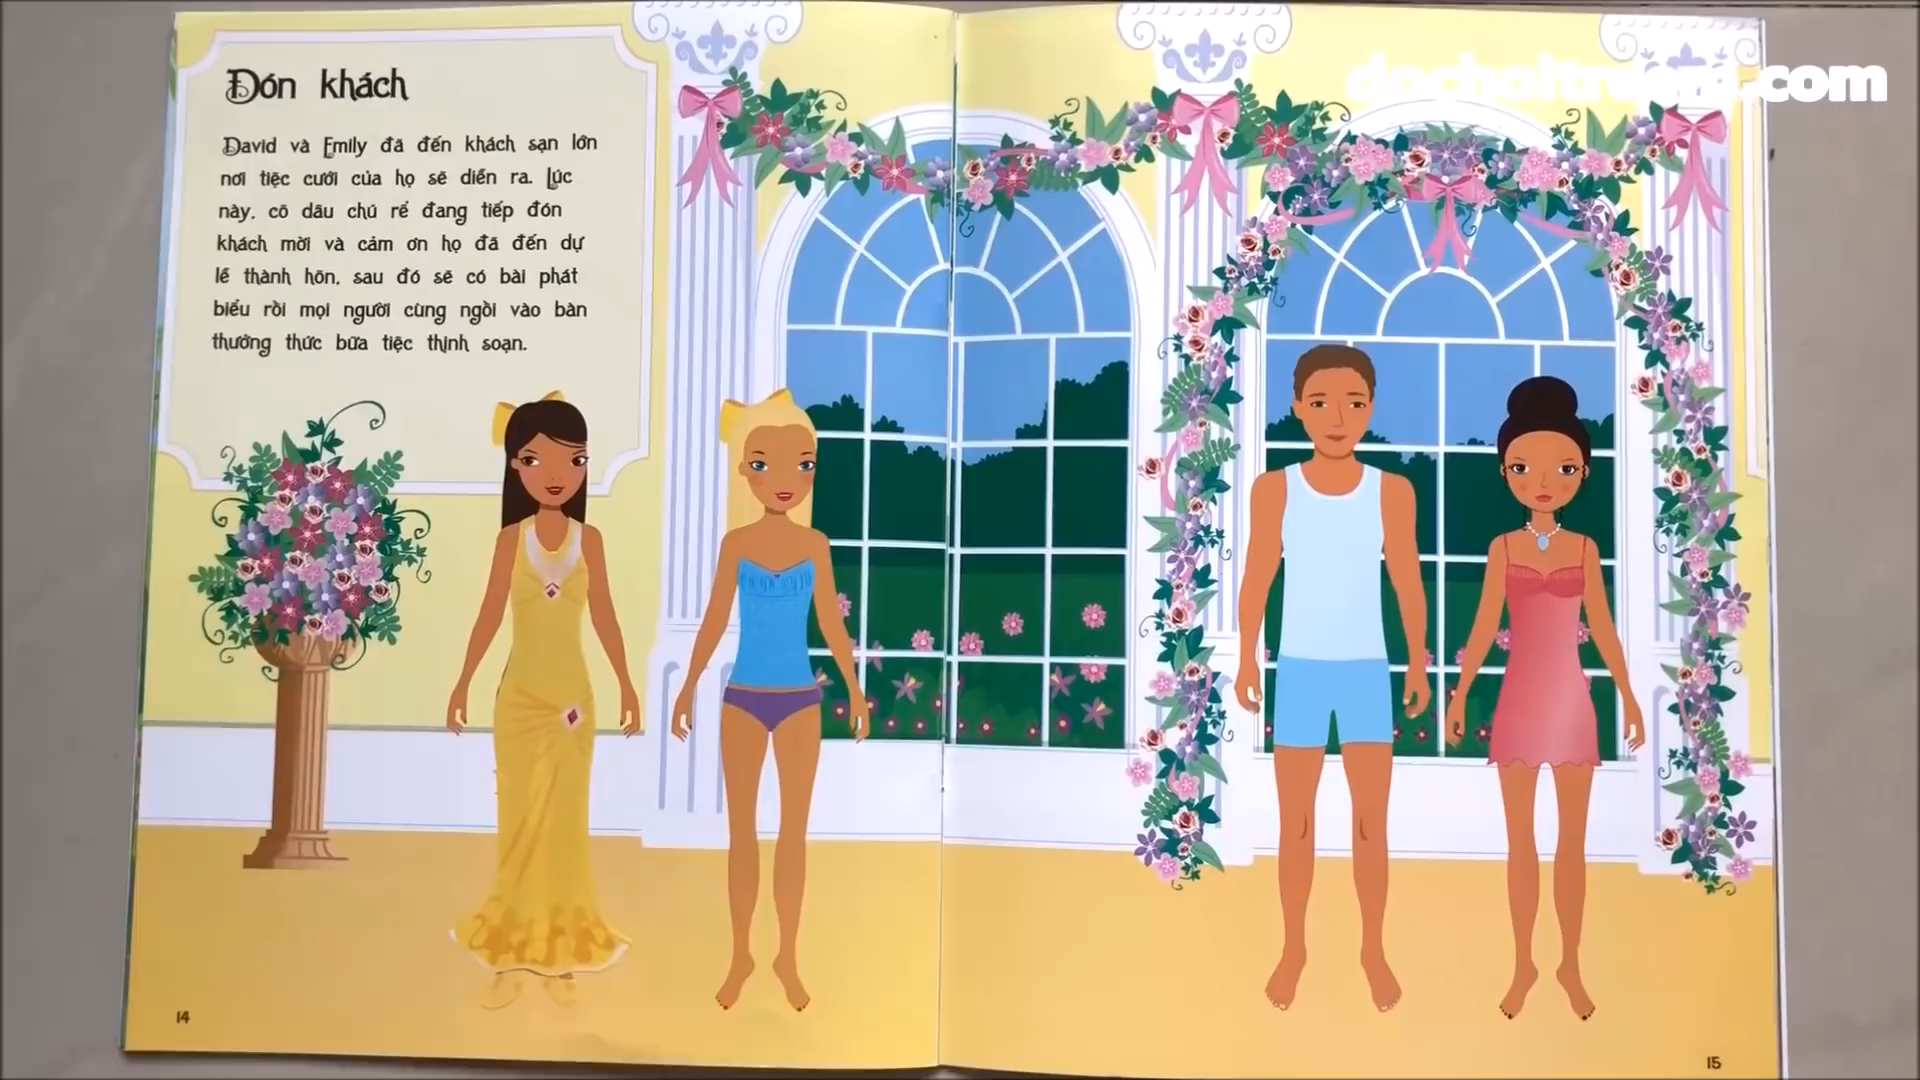 Đón khách
David và Emily đã đến khách sạn lớn
nơi tiệc cưới của họ sẽ diễn ra. Lúc
này, cô dâu chú rể đang tiếp đón
khách mời và cảm ơn họ đã đến dự
lễ thành hôn, sau đó sẽ có bài phát
biểu rồi mọi người cùng ngồi vào bàn
thưởng thức bữa tiệc thịnh soạn.
14
15